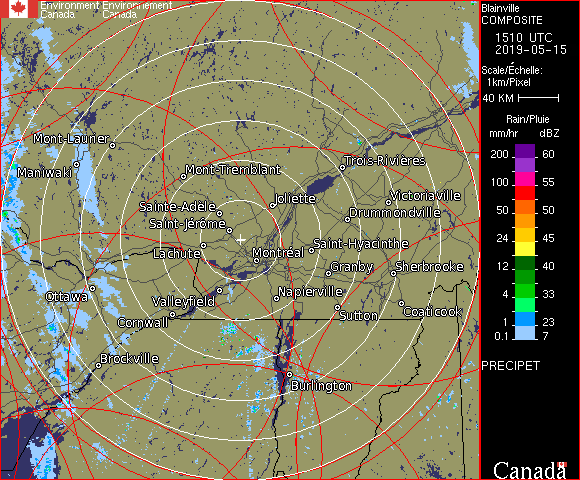 Environment Environnement
Canada Canada
Blainville
COMPOSITE
1510 UTC
2019-05-15
Scale/Échelle:
1km/Pixel
40 KM
Rain/Pluie
mm/hr dBZ
200 60
150 57
100 55
50 50
24 45
12 40
4 33
1 23
0.1 7
PRECIPET
Canada
Mont-Laurier
Maniwaki
Mont-Tremblant
Trois-Rivières
Sainte-Adèle
Joliette
Victoriaville
Saint-Jérôme
Drummondville
Lachute
Montréal
Saint-Hyacinthe
Granby
Sherbrooke
Ottawa
Valleyfield
Napierville
Cornwall
Sutton
Coaticook
Brockville
Burlington